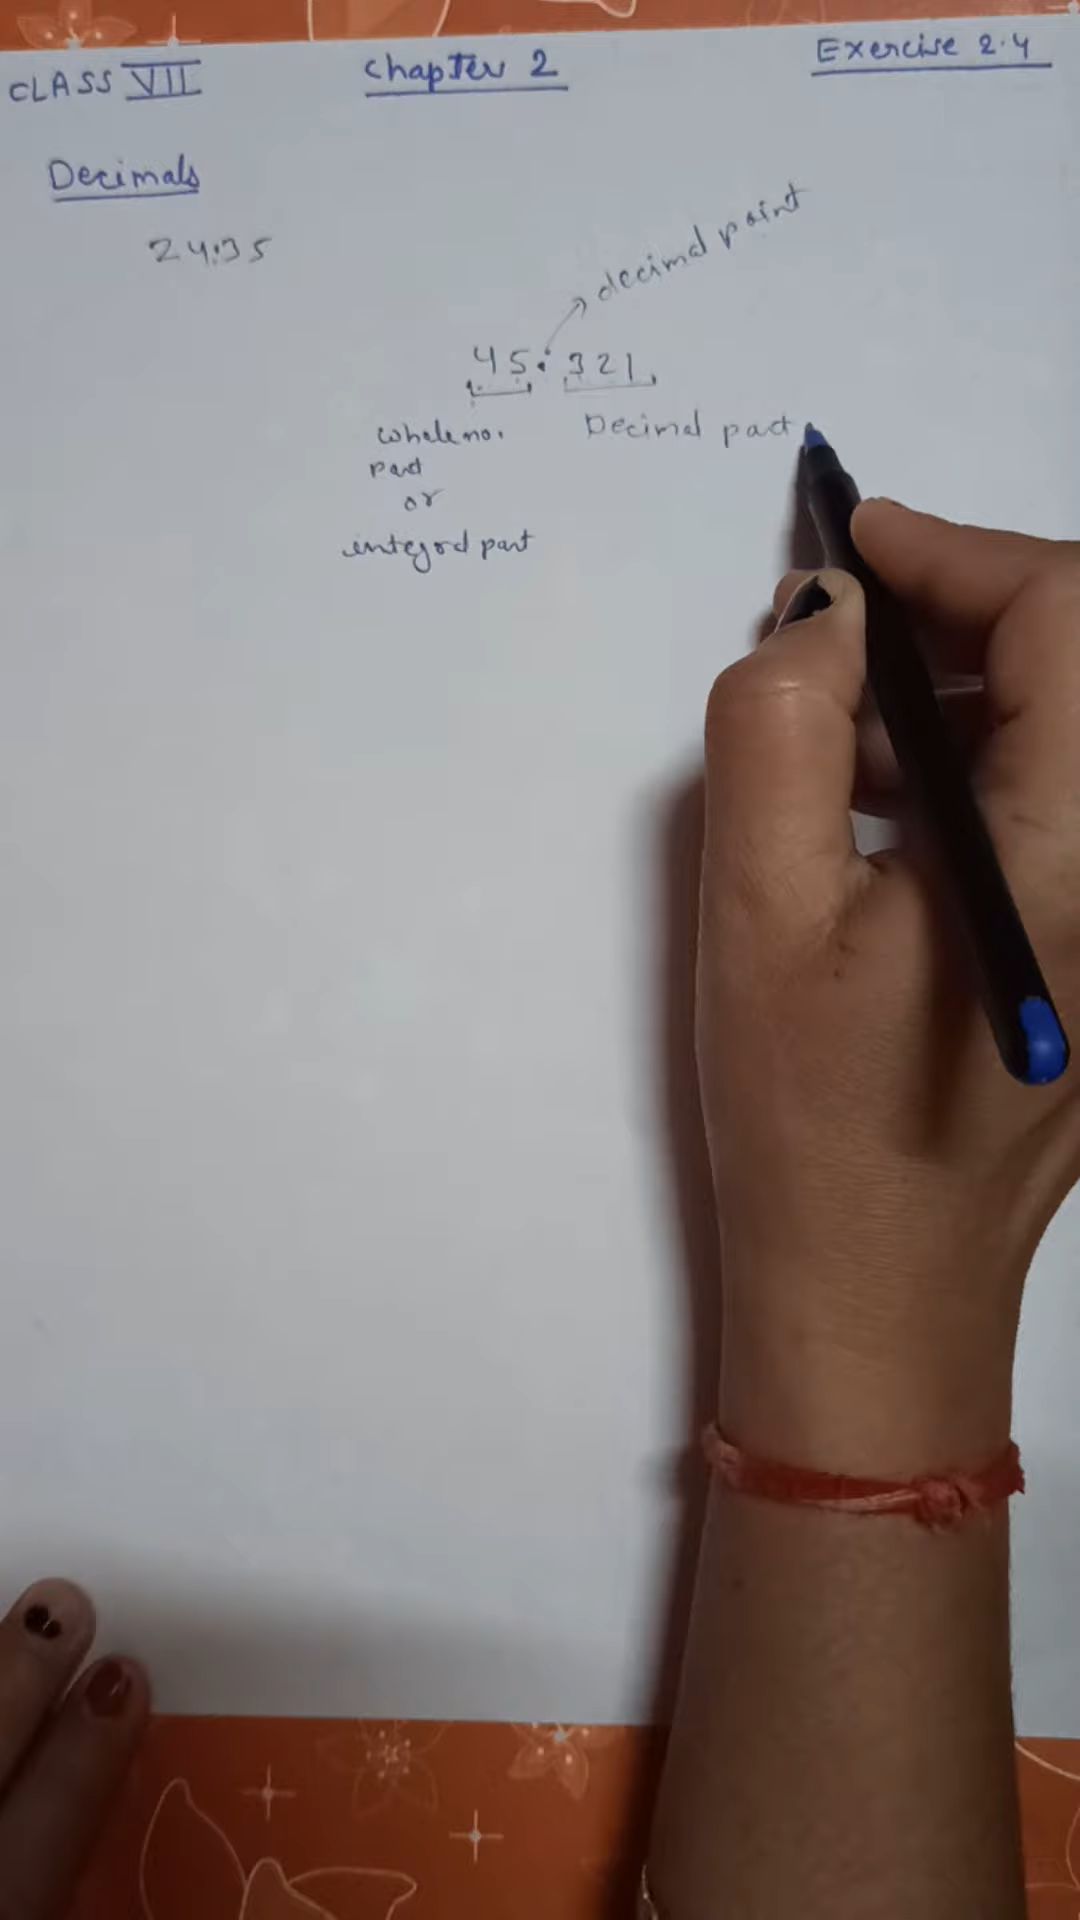 CLASS VII
Chapter 2
Exercise 2.4
Decimals
24.35
decimal point
45.321
whole no. part
or
integral part
Decimal part